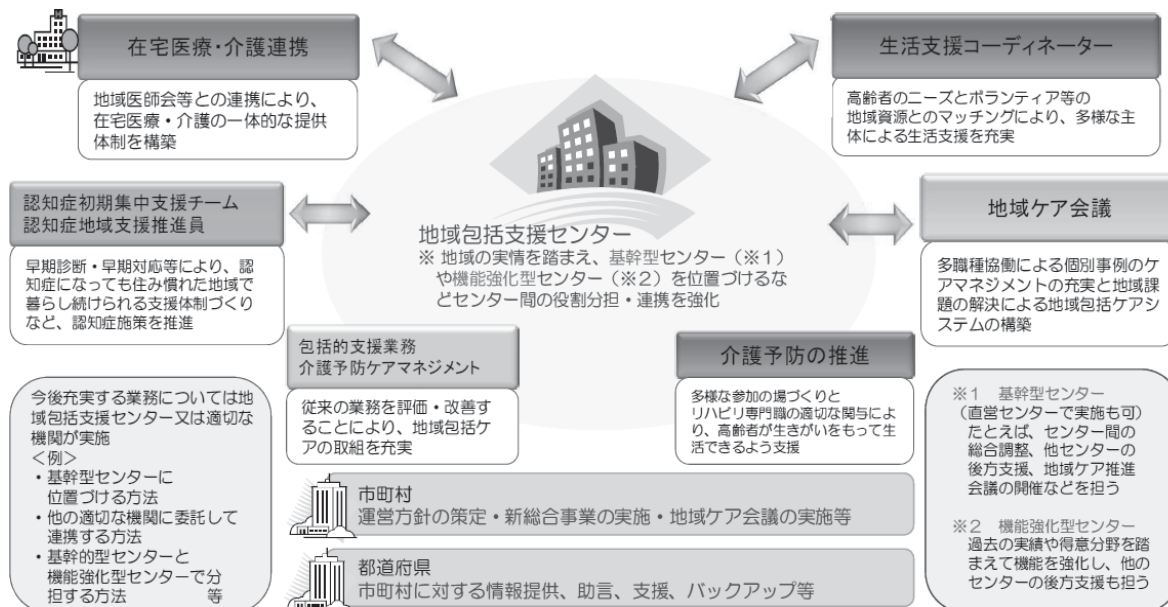 在宅医療・介護連携
地域医師会等との連携により、
在宅医療・介護の一体的な提供
体制を構築
生活支援コーディネーター
高齢者のニーズとボランティア等の
地域資源とのマッチングにより、多様な主
体による生活支援を充実
認知症初期集中支援チーム
認知症地域支援推進員
早期診断・早期対応等により、認
知症になっても住み慣れた地域で
暮らし続けられる支援体制づくり
など、認知症施策を推進
地域包括支援センター
※ 地域の実情を踏まえ、基幹型センター（※1）
や機能強化型センター（※2）を位置づけるな
どセンター間の役割分担・連携を強化
地域ケア会議
多職種協働による個別事例のケ
アマネジメントの充実と地域課
題の解決による地域包括ケアシ
ステムの構築
包括的支援業務
介護予防ケアマネジメント
従来の業務を評価・改善す
ることにより、地域包括ケ
アの取組を充実
介護予防の推進
多様な参加の場づくりと
リハビリ専門職の適切な関与によ
り、高齢者が生きがいをもって生
活できるよう支援
今後充実する業務については地
域包括支援センター又は適切な
機関が実施
＜例＞
・基幹型センターに
位置づける方法
・他の適切な機関に委託して
連携する方法
・基幹的型センターと
機能強化型センターで分
担する方法 等
市町村
運営方針の策定・新総合事業の実施・地域ケア会議の実施等
都道府県
市町村に対する情報提供、助言、支援、バックアップ等
※1 基幹型センター
（直営センターで実施も可）
たとえば、センター間の
総合調整、他センターの
後方支援、地域ケア推進
会議の開催などを担う
※2 機能強化型センター
過去の実績や得意分野を踏
まえて機能を強化し、他の
センターの後方支援も担う